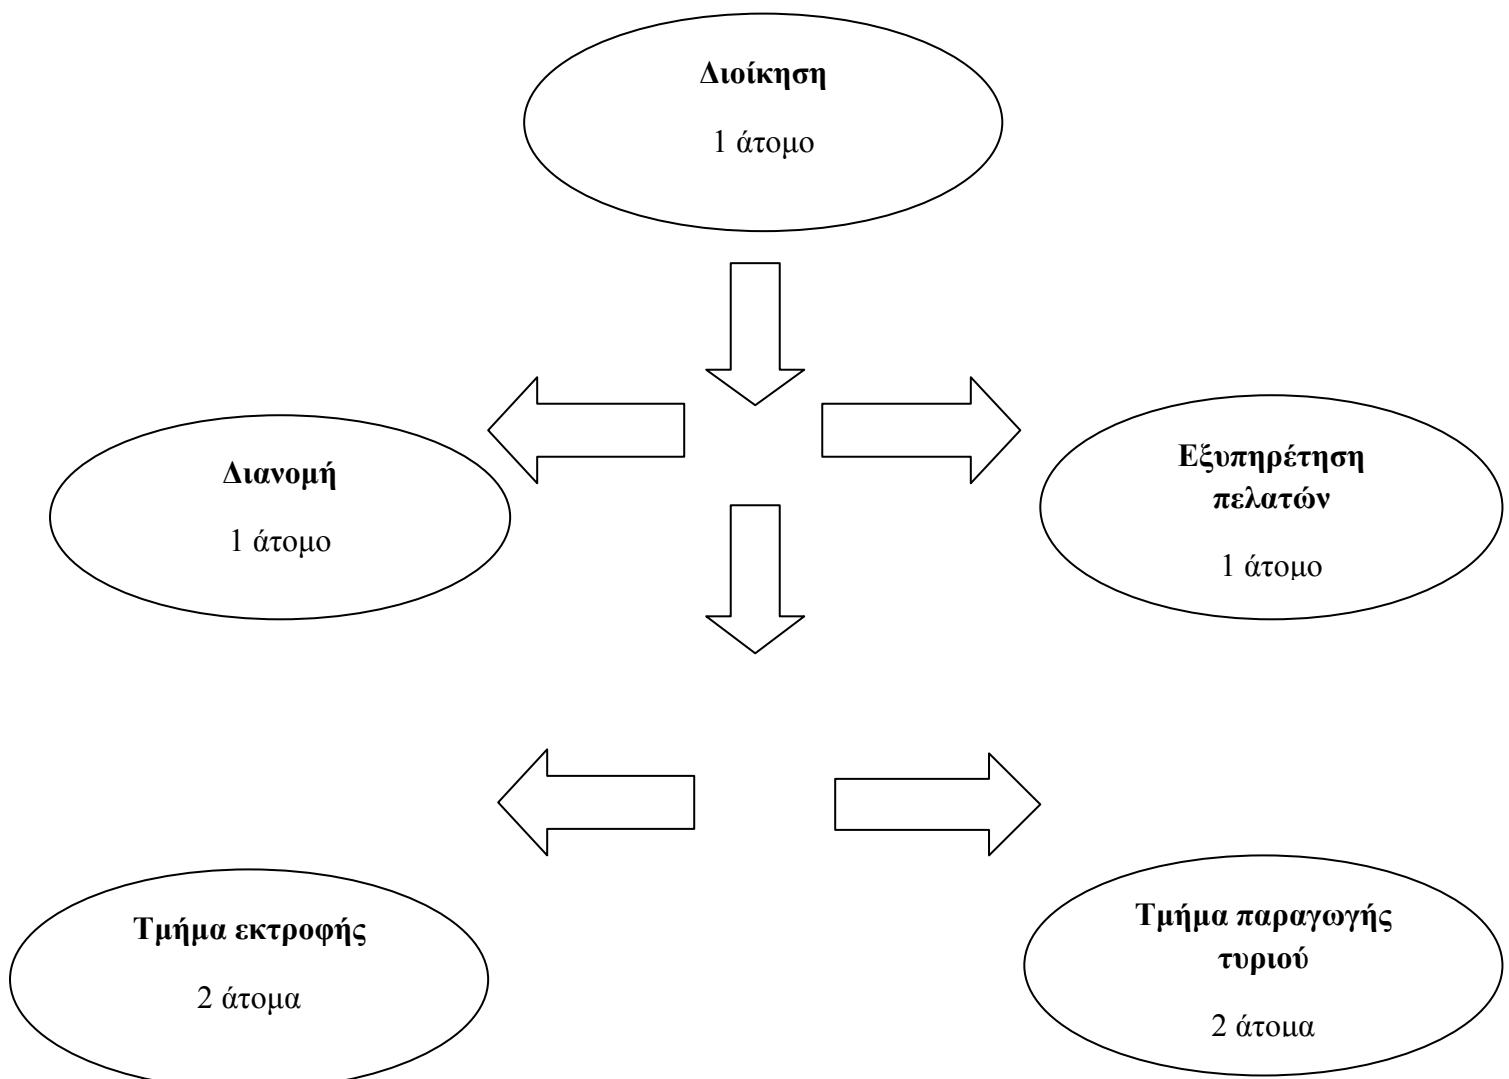 Διοίκηση
1 άτομο
Διανομή
1 άτομο
Εξυπηρέτηση
πελατών
1 άτομο
Τμήμα εκτροφής
2 άτομα
Τμήμα παραγωγής
τυριού
2 άτομα